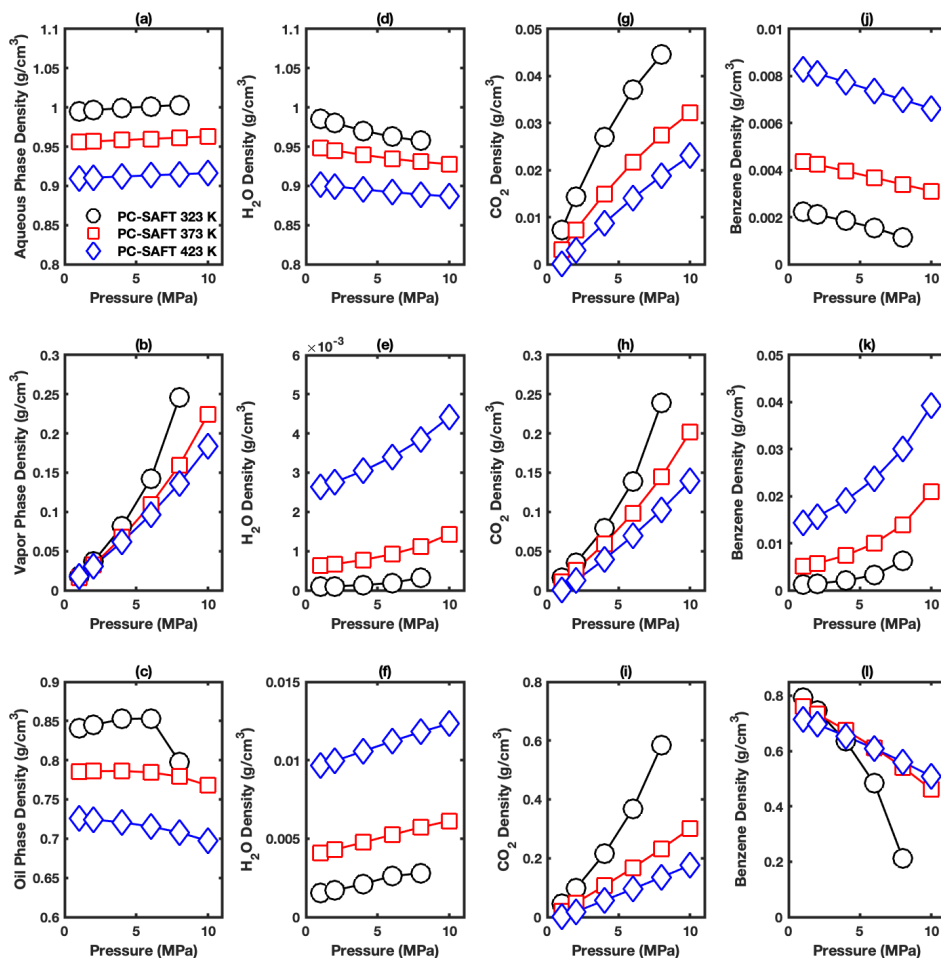 (a)
Aqueous Phase Density (g/cm³)
1.1
1.05
1
0.95
0.9
0.85
0.8
PC-SAFT 323 K
PC-SAFT 373 K
PC-SAFT 423 K
0 5 10
Pressure (MPa)
(d)
H₂O Density (g/cm³)
1.1
1.05
1
0.95
0.9
0.85
0.8
0 5 10
Pressure (MPa)
(g)
CO₂ Density (g/cm³)
0.05
0.04
0.03
0.02
0.01
0
0 5 10
Pressure (MPa)
(j)
Benzene Density (g/cm³)
0.01
0.008
0.006
0.004
0.002
0
0 5 10
Pressure (MPa)
(b)
Vapor Phase Density (g/cm³)
0.3
0.25
0.2
0.15
0.1
0.05
0
0 5 10
Pressure (MPa)
(e)
×10⁻³
H₂O Density (g/cm³)
6
5
4
3
2
1
0
0 5 10
Pressure (MPa)
(h)
CO₂ Density (g/cm³)
0.3
0.25
0.2
0.15
0.1
0.05
0
0 5 10
Pressure (MPa)
(k)
Benzene Density (g/cm³)
0.05
0.04
0.03
0.02
0.01
0
0 5 10
Pressure (MPa)
(c)
Oil Phase Density (g/cm³)
0.9
0.85
0.8
0.75
0.7
0.65
0.6
0 5 10
Pressure (MPa)
(f)
H₂O Density (g/cm³)
0.015
0.01
0.005
0
0 5 10
Pressure (MPa)
(i)
CO₂ Density (g/cm³)
0.8
0.6
0.4
0.2
0
0 5 10
Pressure (MPa)
(l)
Benzene Density (g/cm³)
0.8
0.6
0.4
0.2
0
0 5 10
Pressure (MPa)